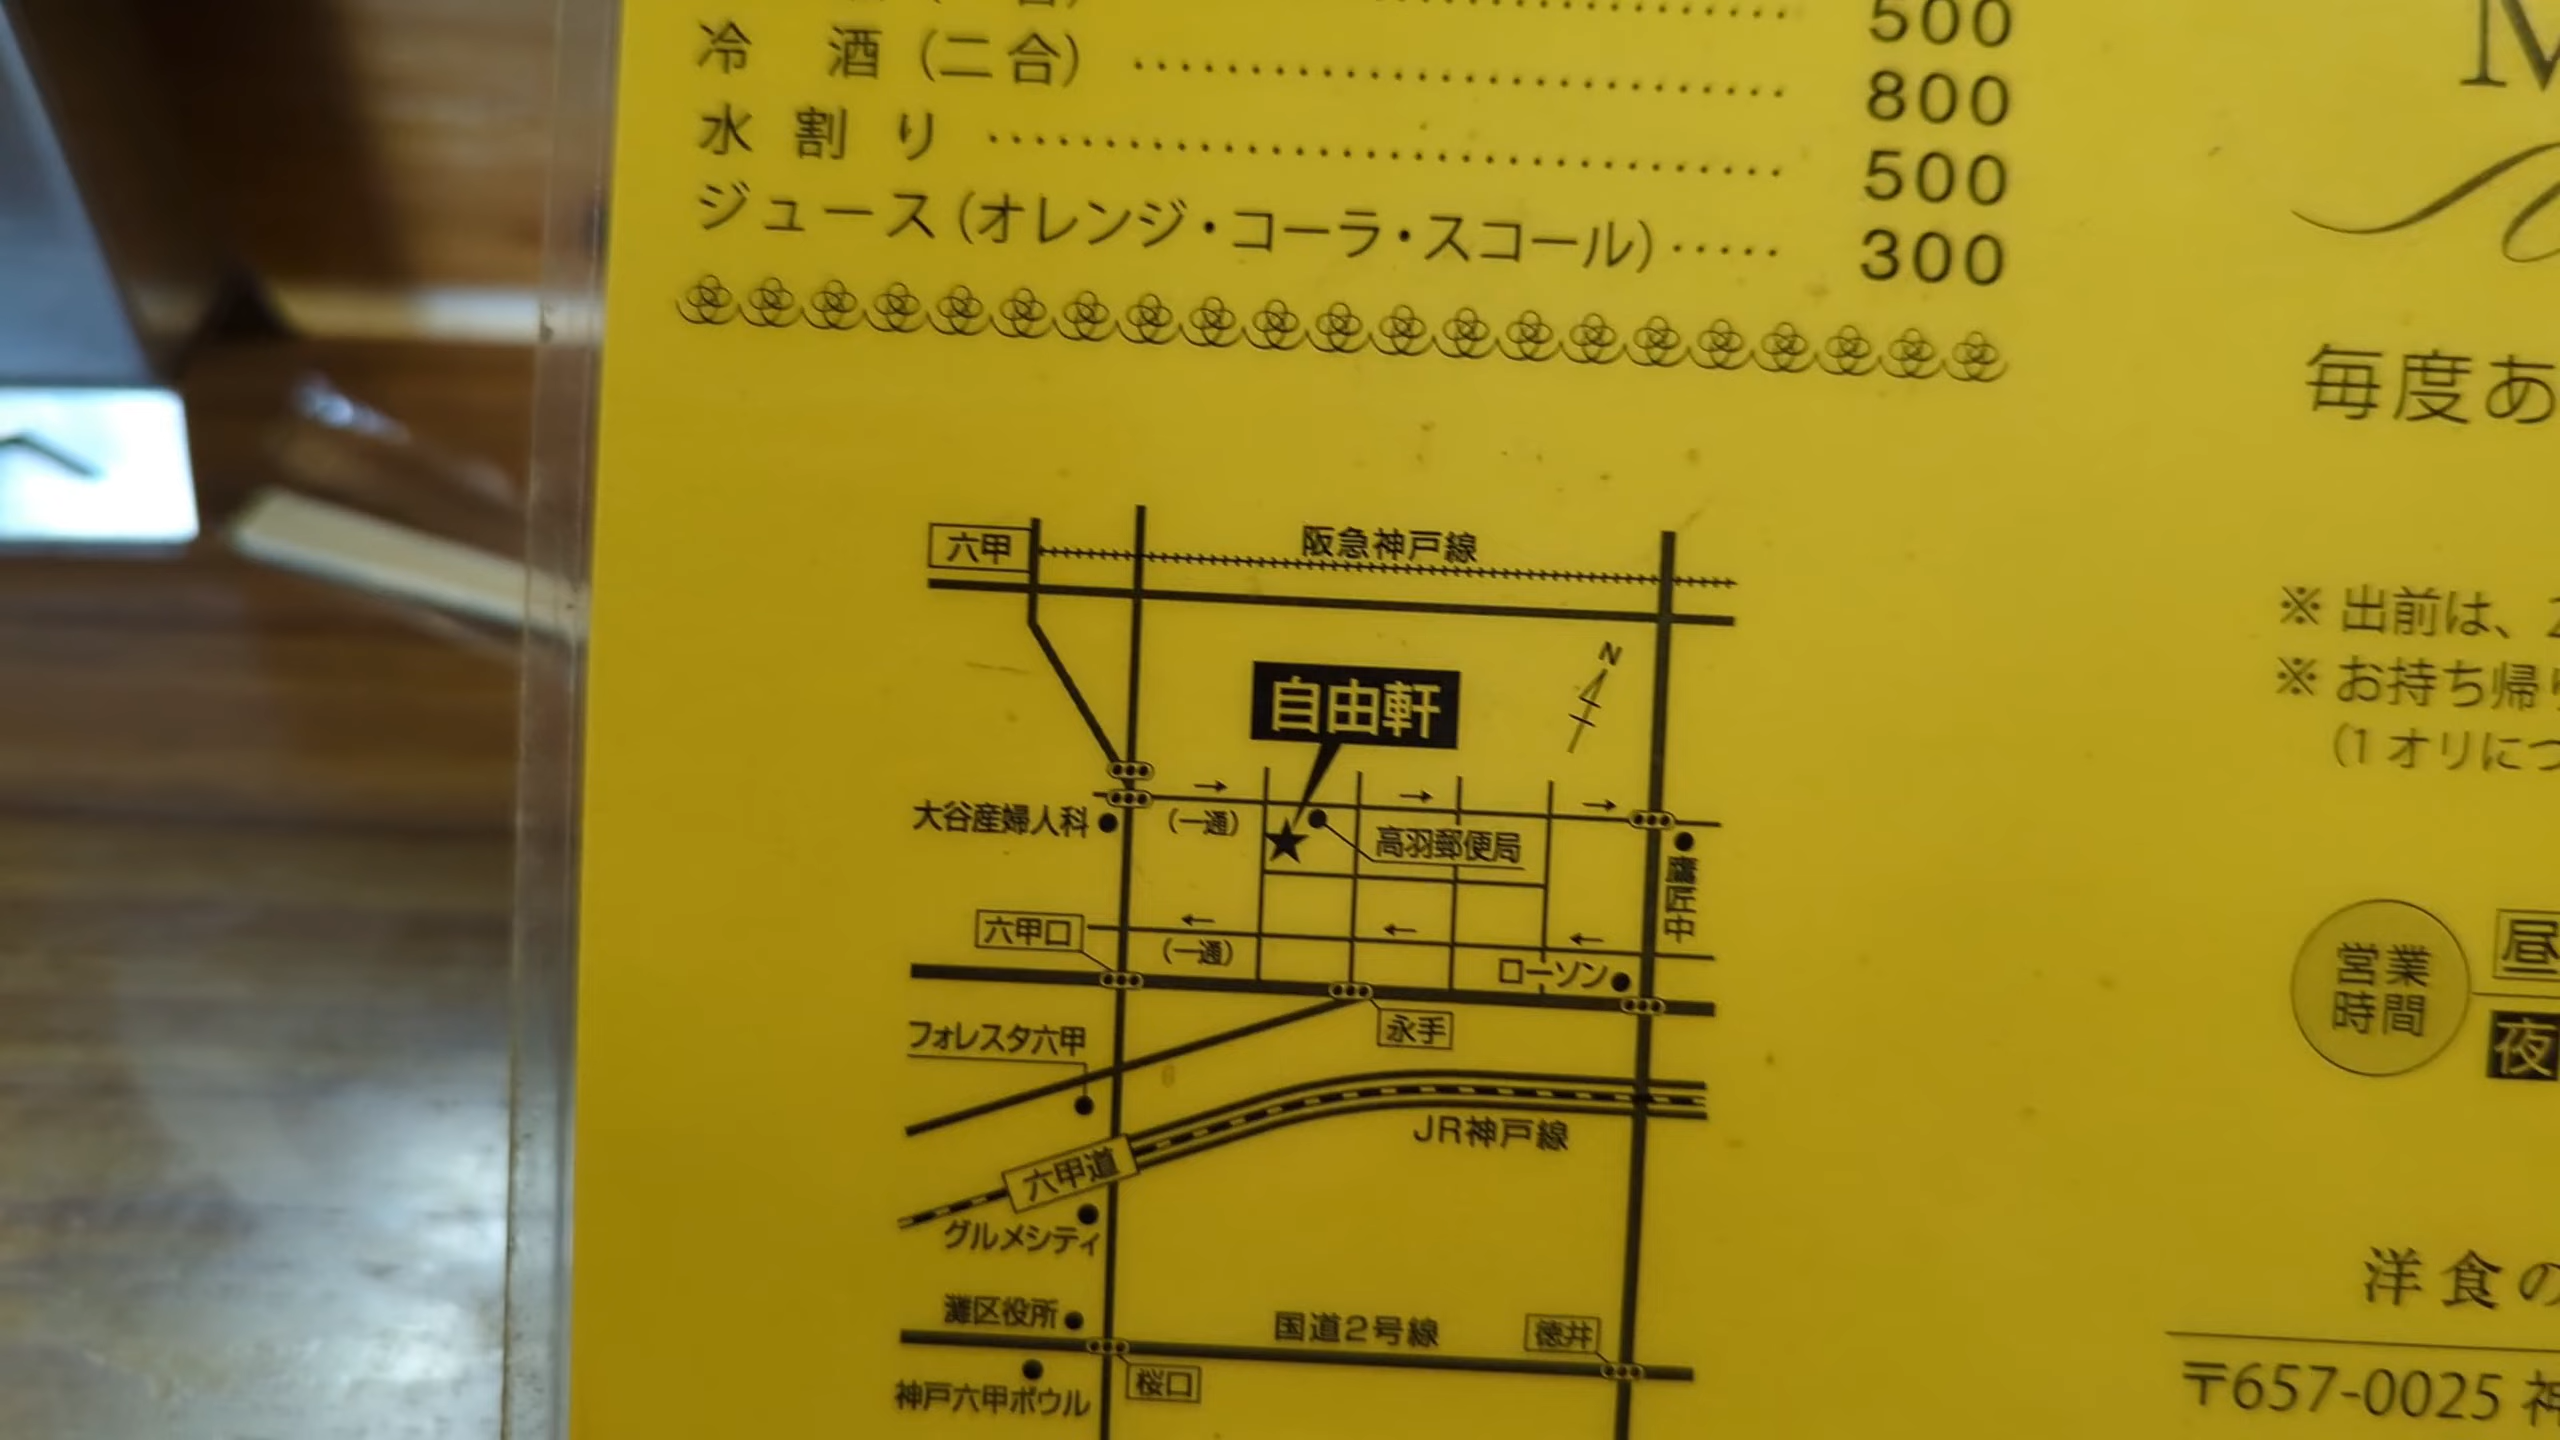 500
冷 酒 (二合) 800
水 割 り 500
ジュース (オレンジ・コーラ・スコール) 300
毎度あ
※ 出前は、
※ お持ち帰り
(1オリにつ
営業
時間
昼
夜
洋食の
〒657-0025 神
六甲
阪急神戸線
N
自由軒
大谷産婦人科
(一通)
高羽郵便局
鷹匠中
六甲口
(一通)
ローソン
永手
フォレスタ六甲
JR神戸線
六甲道
グルメシティ
灘区役所
国道2号線
徳井
桜口
神戸六甲ボウル